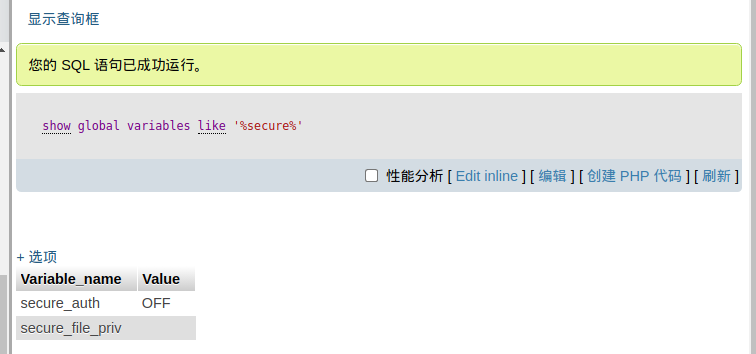 显示查询框
您的 SQL 语句已成功运行。
show global variables like '%secure%'
性能分析 [ Edit inline ] [ 编辑 ] [ 创建 PHP 代码 ] [ 刷新 ]
+ 选项
Variable_name Value
secure_auth OFF
secure_file_priv